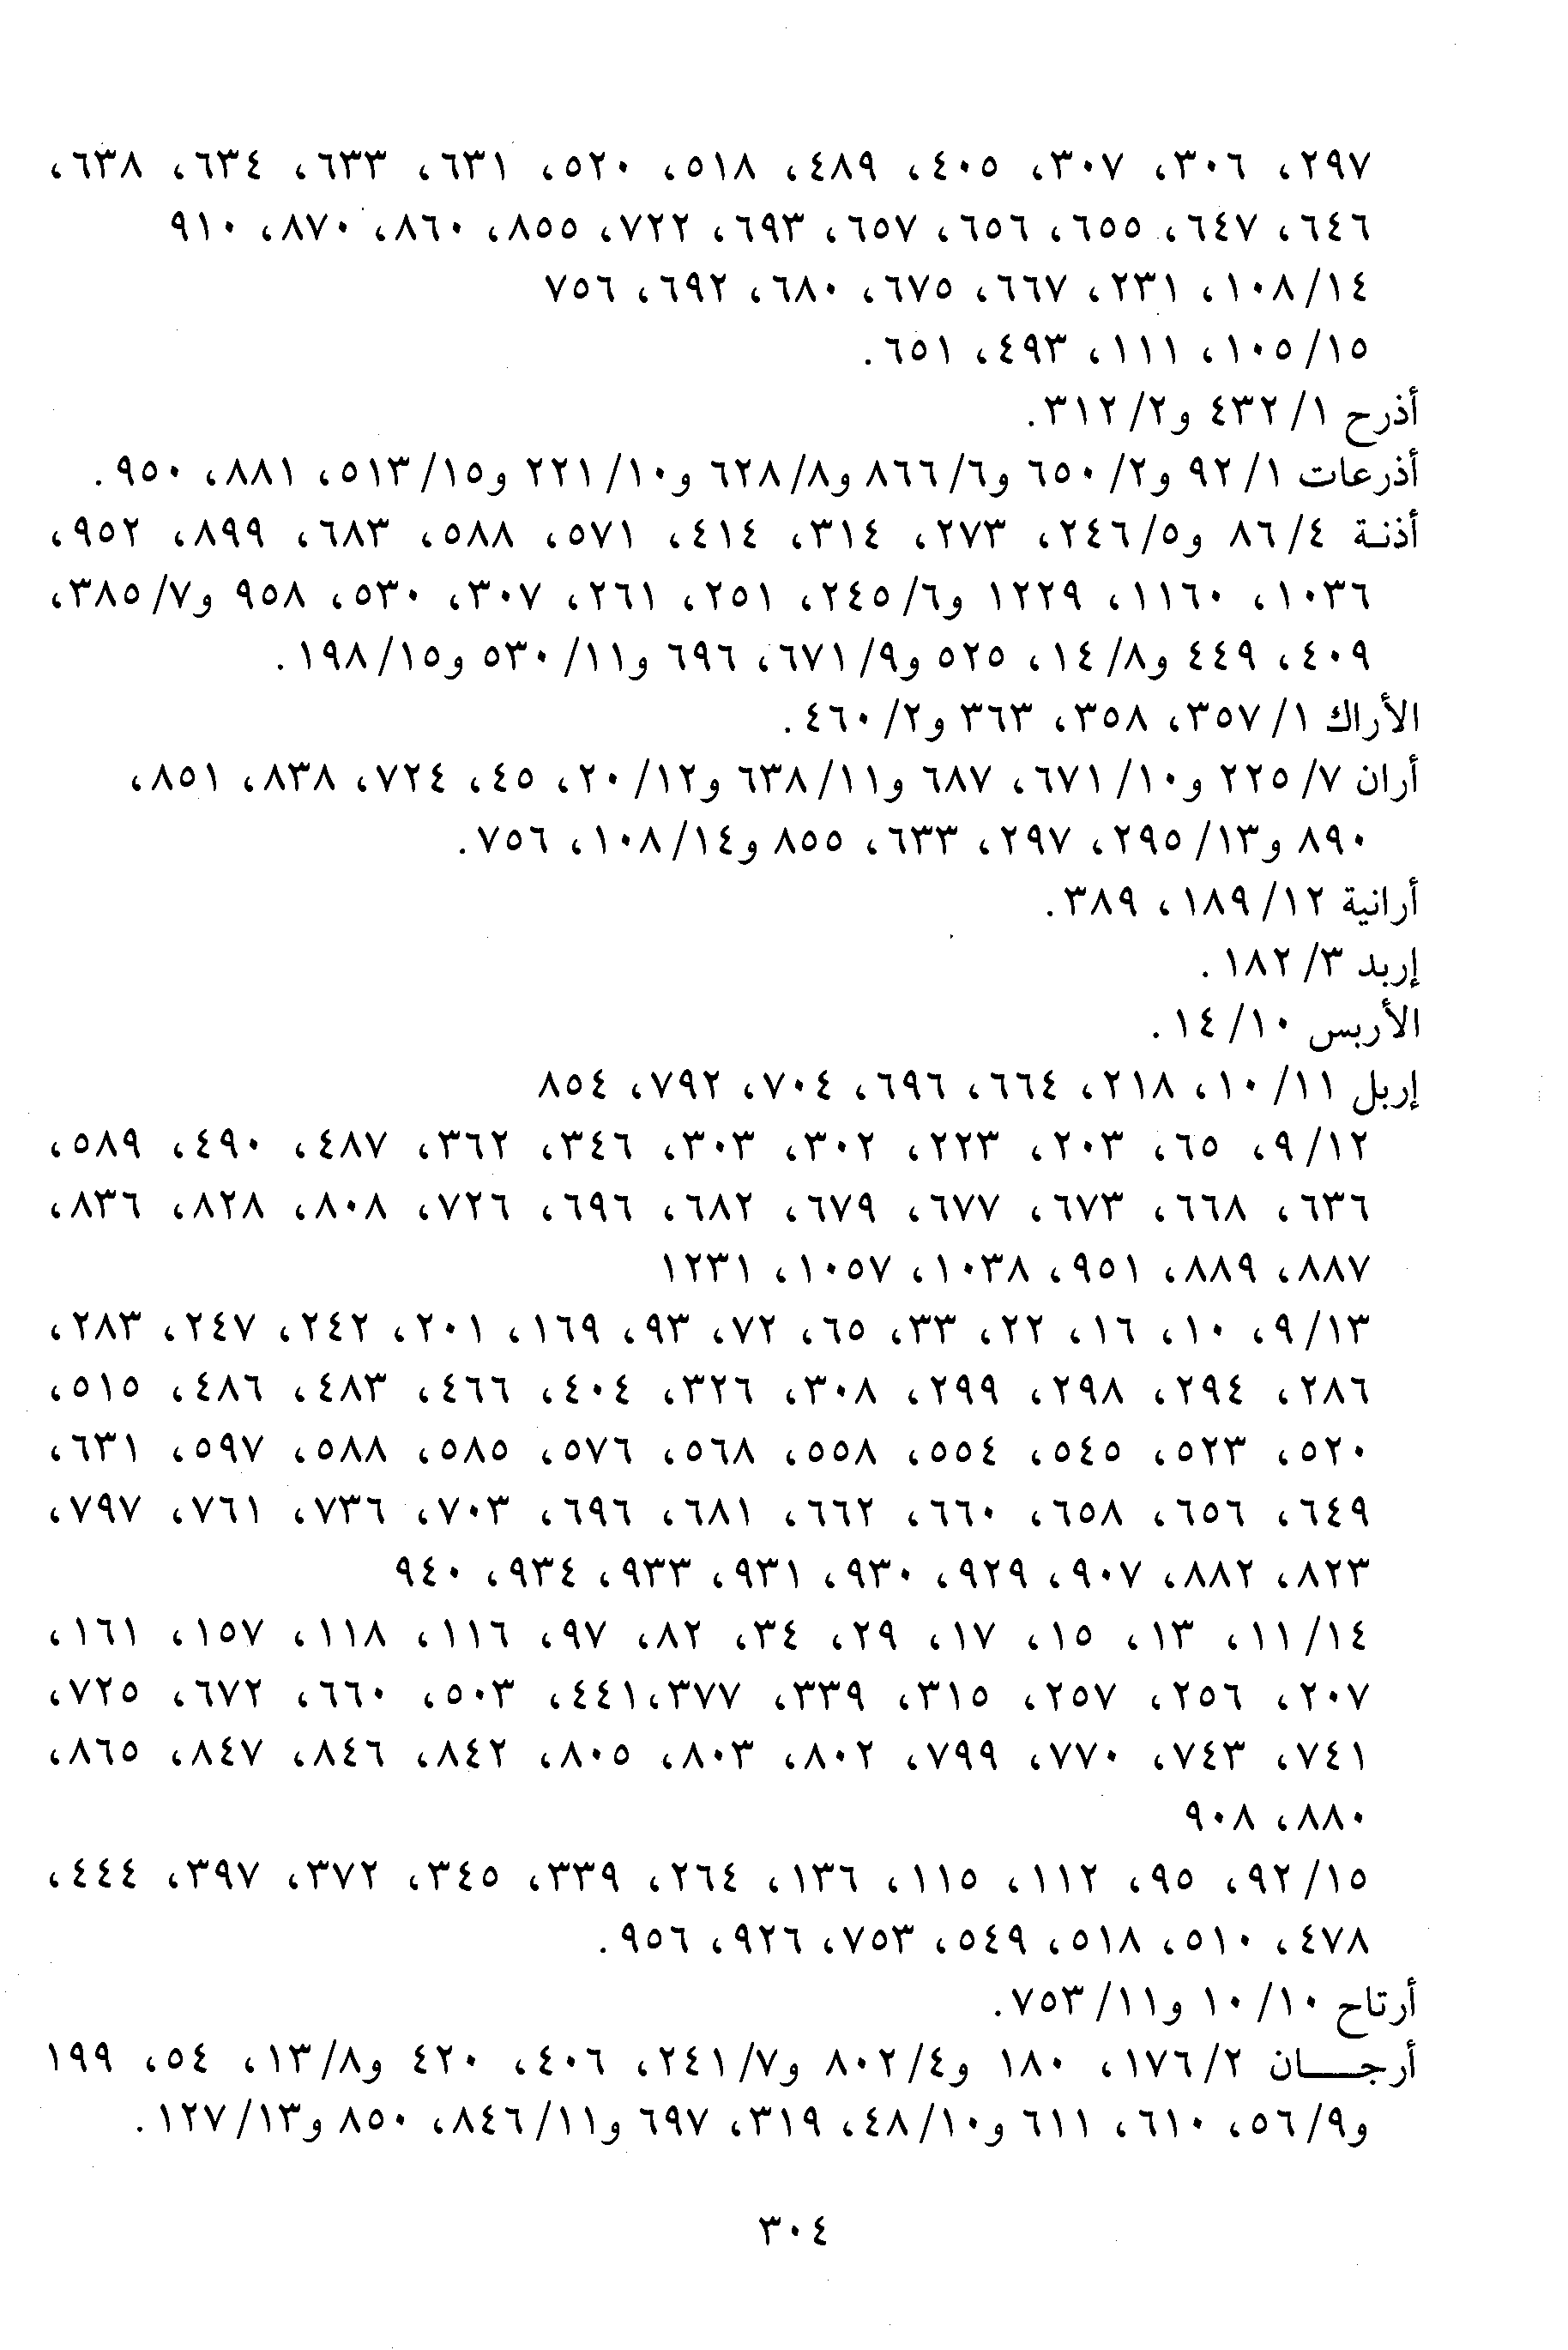 ٢٩٧، ٣٠٦، ٣٠٧، ٤٠٥، ٤٨٩، ٥١٨، ٥٢٠، ٦٣١، ٦٣٣، ٦٣٤، ٦٣٨،
٦٤٦، ٦٤٧، ٦٥٥، ٦٥٦، ٦٥٧، ٦٩٣، ٧٢٢، ٨٥٥، ٨٦٠، ٨٧٠، ٩١٠
١٤/ ١٠٨، ٢٣١، ٦٦٧، ٦٧٥، ٦٨٠، ٦٩٢، ٧٥٦
١٥/ ١٠٥، ١١١، ٤٩٣، ٦٥١.
أذرح ١/ ٤٣٢ و٢/ ٣١٢.
أذرعات ١/ ٩٢ و٢/ ٦٥٠ و٦/ ٨٦٦ و٨/ ٦٢٨ و١٠/ ٢٢١ و١٥/ ٥١٣، ٨٨١، ٩٥٠.
أذنة ٤/ ٨٦ و٥/ ٢٤٦، ٢٧٣، ٣١٤، ٤١٤، ٥٧١، ٥٨٨، ٦٨٣، ٨٩٩، ٩٥٢،
١٠٣٦، ١١٦٠، ١٢٢٩ و٦/ ٢٤٥، ٢٥١، ٢٦١، ٣٠٧، ٥٣٠، ٩٥٨ و٧/ ٣٨٥،
٤٠٩، ٤٤٩ و٨/ ١٤، ٥٢٥ و٩/ ٦٧١، ٦٩٦ و١١/ ٥٣٠ و١٥/ ١٩٨.
الأراك ١/ ٣٥٧، ٣٥٨، ٣٦٣ و٢/ ٤٦٠.
أران ٧/ ٢٢٥ و١٠/ ٦٧١، ٦٨٧ و١١/ ٦٣٨ و١٢/ ٢٠، ٤٥، ٧٢٤، ٨٣٨، ٨٥١،
٨٩٠ و١٣/ ٢٩٥، ٢٩٧، ٦٣٣، ٨٥٥ و١٤/ ١٠٨، ٧٥٦.
أرانية ١٢/ ١٨٩، ٣٨٩.
إربد ٣/ ١٨٢.
الأربس ١٠/ ١٤.
إربل ١١/ ١٠، ٢١٨، ٦٦٤، ٦٩٦، ٧٠٤، ٧٩٢، ٨٥٤
١٢/ ٩، ٦٥، ٢٠٣، ٢٢٣، ٣٠٢، ٣٠٣، ٣٤٦، ٣٦٢، ٤٨٧، ٤٩٠، ٥٨٩،
٦٣٦، ٦٦٨، ٦٧٣، ٦٧٧، ٦٧٩، ٦٨٢، ٦٩٦، ٧٢٦، ٨٠٨، ٨٢٨، ٨٣٦،
٨٨٧، ٨٨٩، ٩٥١، ١٠٣٨، ١٠٥٧، ١٢٣١
١٣/ ٩، ١٠، ١٦، ٢٢، ٣٣، ٦٥، ٧٢، ٩٣، ١٦٩، ٢٠١، ٢٤٢، ٢٤٧، ٢٨٣،
٢٨٦، ٢٩٤، ٢٩٨، ٢٩٩، ٣٠٨، ٣٢٦، ٤٠٤، ٤٦٦، ٤٨٣، ٤٨٦، ٥١٥،
٥٢٠، ٥٢٣، ٥٤٥، ٥٥٤، ٥٥٨، ٥٦٨، ٥٧٦، ٥٨٥، ٥٨٨، ٥٩٧، ٦٣١،
٦٤٩، ٦٥٦، ٦٥٨، ٦٦٠، ٦٦٢، ٦٨١، ٦٩٦، ٧٠٣، ٧٣٦، ٧٦١، ٧٩٧،
٨٢٣، ٨٨٢، ٩٠٧، ٩٢٩، ٩٣٠، ٩٣١، ٩٣٣، ٩٣٤، ٩٤٠
١٤/ ١١، ١٣، ١٥، ١٧، ٢٩، ٣٤، ٨٢، ٩٧، ١١٦، ١١٨، ١٥٧، ١٦١،
٢٠٧، ٢٥٦، ٢٥٧، ٣١٥، ٣٣٩، ٣٧٧،٤٤١، ٥٠٣، ٦٦٠، ٦٧٢، ٧٢٥،
٧٤١، ٧٤٣، ٧٧٠، ٧٩٩، ٨٠٢، ٨٠٣، ٨٠٥، ٨٤٢، ٨٤٦، ٨٤٧، ٨٦٥،
٨٨٠، ٩٠٨
١٥/ ٩٢، ٩٥، ١١٢، ١١٥، ١٣٦، ٢٦٤، ٣٣٩، ٣٤٥، ٣٧٢، ٣٩٧، ٤٤٤،
٤٧٨، ٥١٠، ٥١٨، ٥٤٩، ٧٥٣، ٩٢٦، ٩٥٦.
أرتاح ١٠/ ١٠ و١١/ ٧٥٣.
أرجـــان ٢/ ١٧٦، ١٨٠ و٤/ ٨٠٢ و٧/ ٢٤١، ٤٠٦، ٤٢٠ و٨/ ١٣، ٥٤، ١٩٩
و٩/ ٥٦، ٦١٠، ٦١١ و١٠/ ٤٨، ٣١٩، ٦٩٧ و١١/ ٨٤٦، ٨٥٠ و١٣/ ١٢٧.
٣٠٤